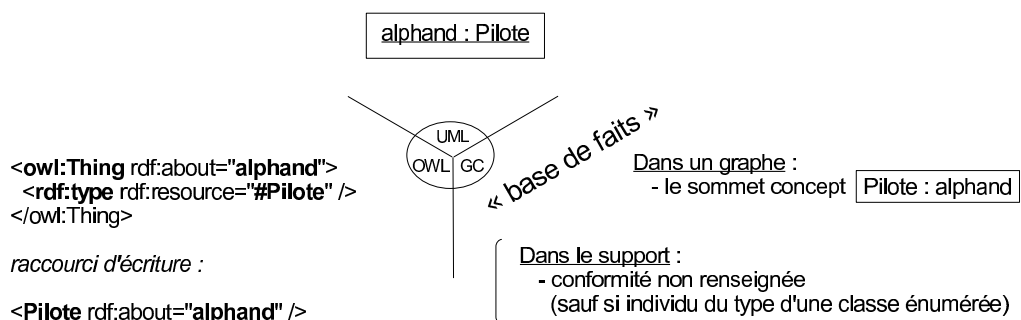 alphand : Pilote
UML
OWL GC
« base de faits »
<owl:Thing rdf:about="alphand">
<rdf:type rdf:resource="#Pilote" />
</owl:Thing>
raccourci d'écriture :
<Pilote rdf:about="alphand" />
Dans un graphe :
- le sommet concept Pilote : alphand
Dans le support :
- conformité non renseignée
(sauf si individu du type d'une classe énumérée)